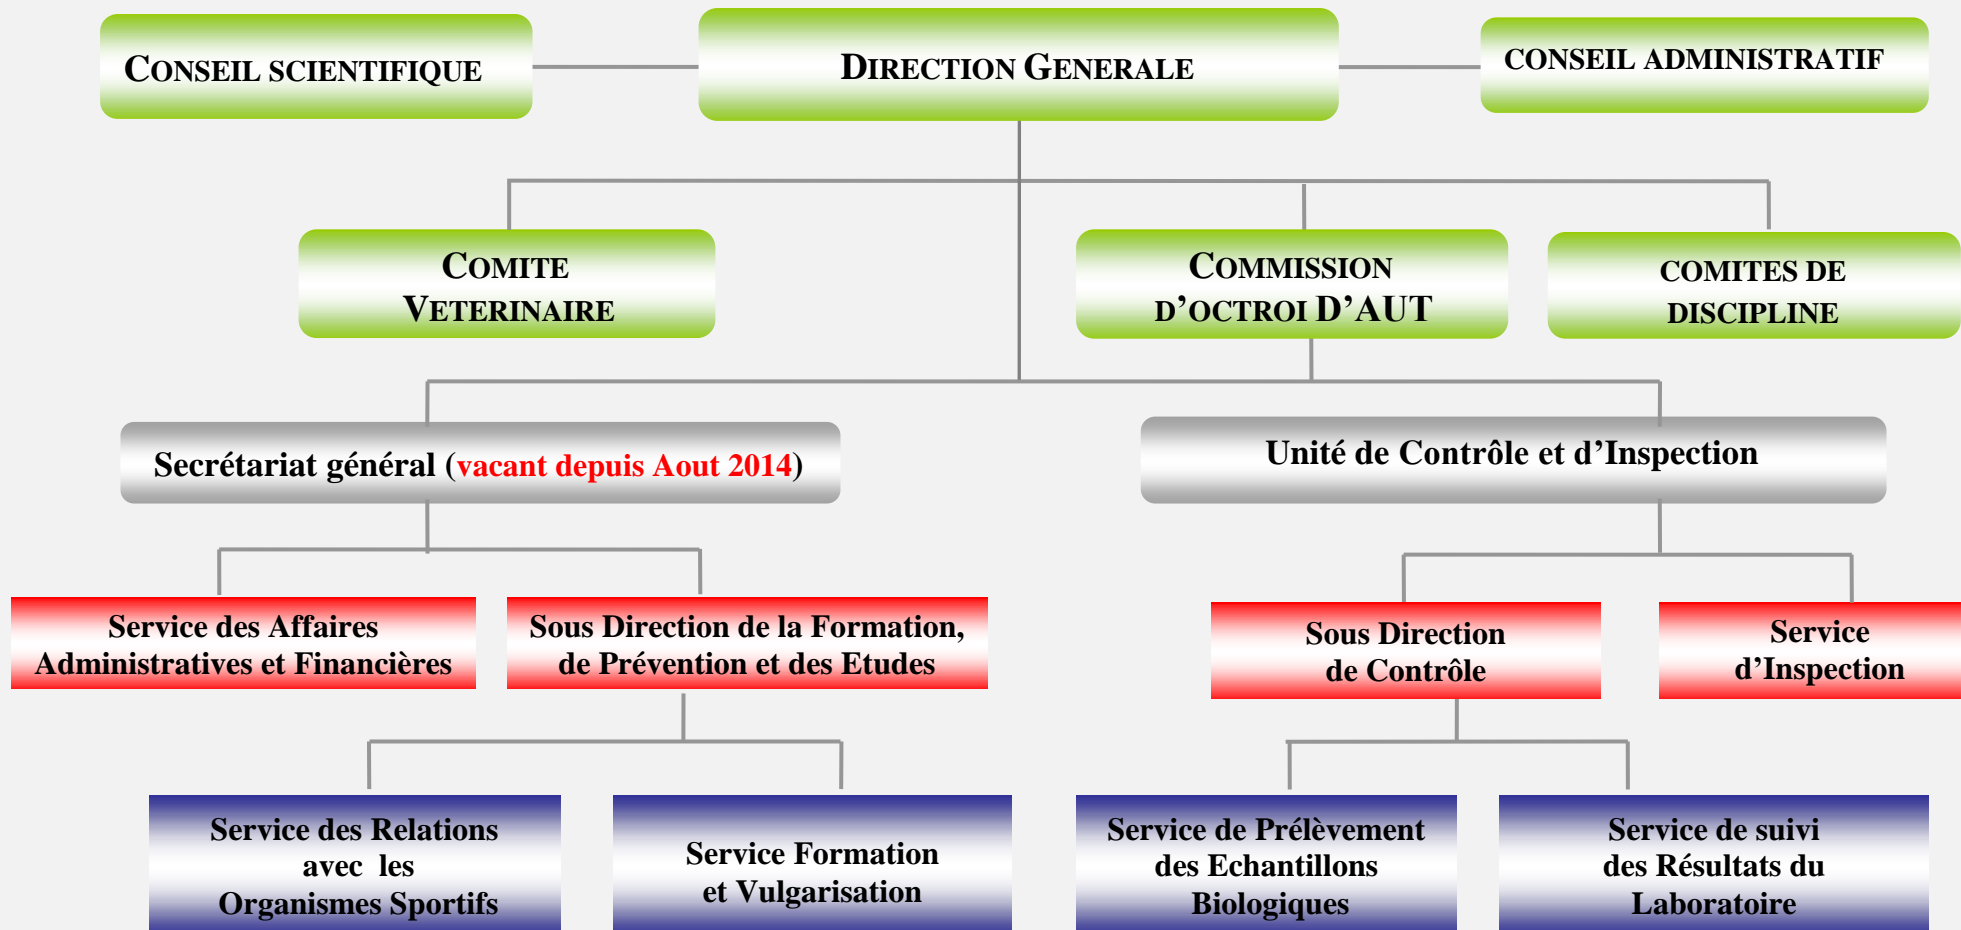 CONSEIL SCIENTIFIQUE
DIRECTION GENERALE
CONSEIL ADMINISTRATIF
COMITE
VETERINAIRE
COMMISSION
D’OCTROI D’AUT
COMITES DE
DISCIPLINE
Secrétariat général (vacant depuis Aout 2014)
Unité de Contrôle et d’Inspection
Service des Affaires
Administratives et Financières
Sous Direction de la Formation,
de Prévention et des Etudes
Sous Direction
de Contrôle
Service
d’Inspection
Service des Relations
avec les
Organismes Sportifs
Service Formation
et Vulgarisation
Service de Prélèvement
des Echantillons
Biologiques
Service de suivi
des Résultats du
Laboratoire